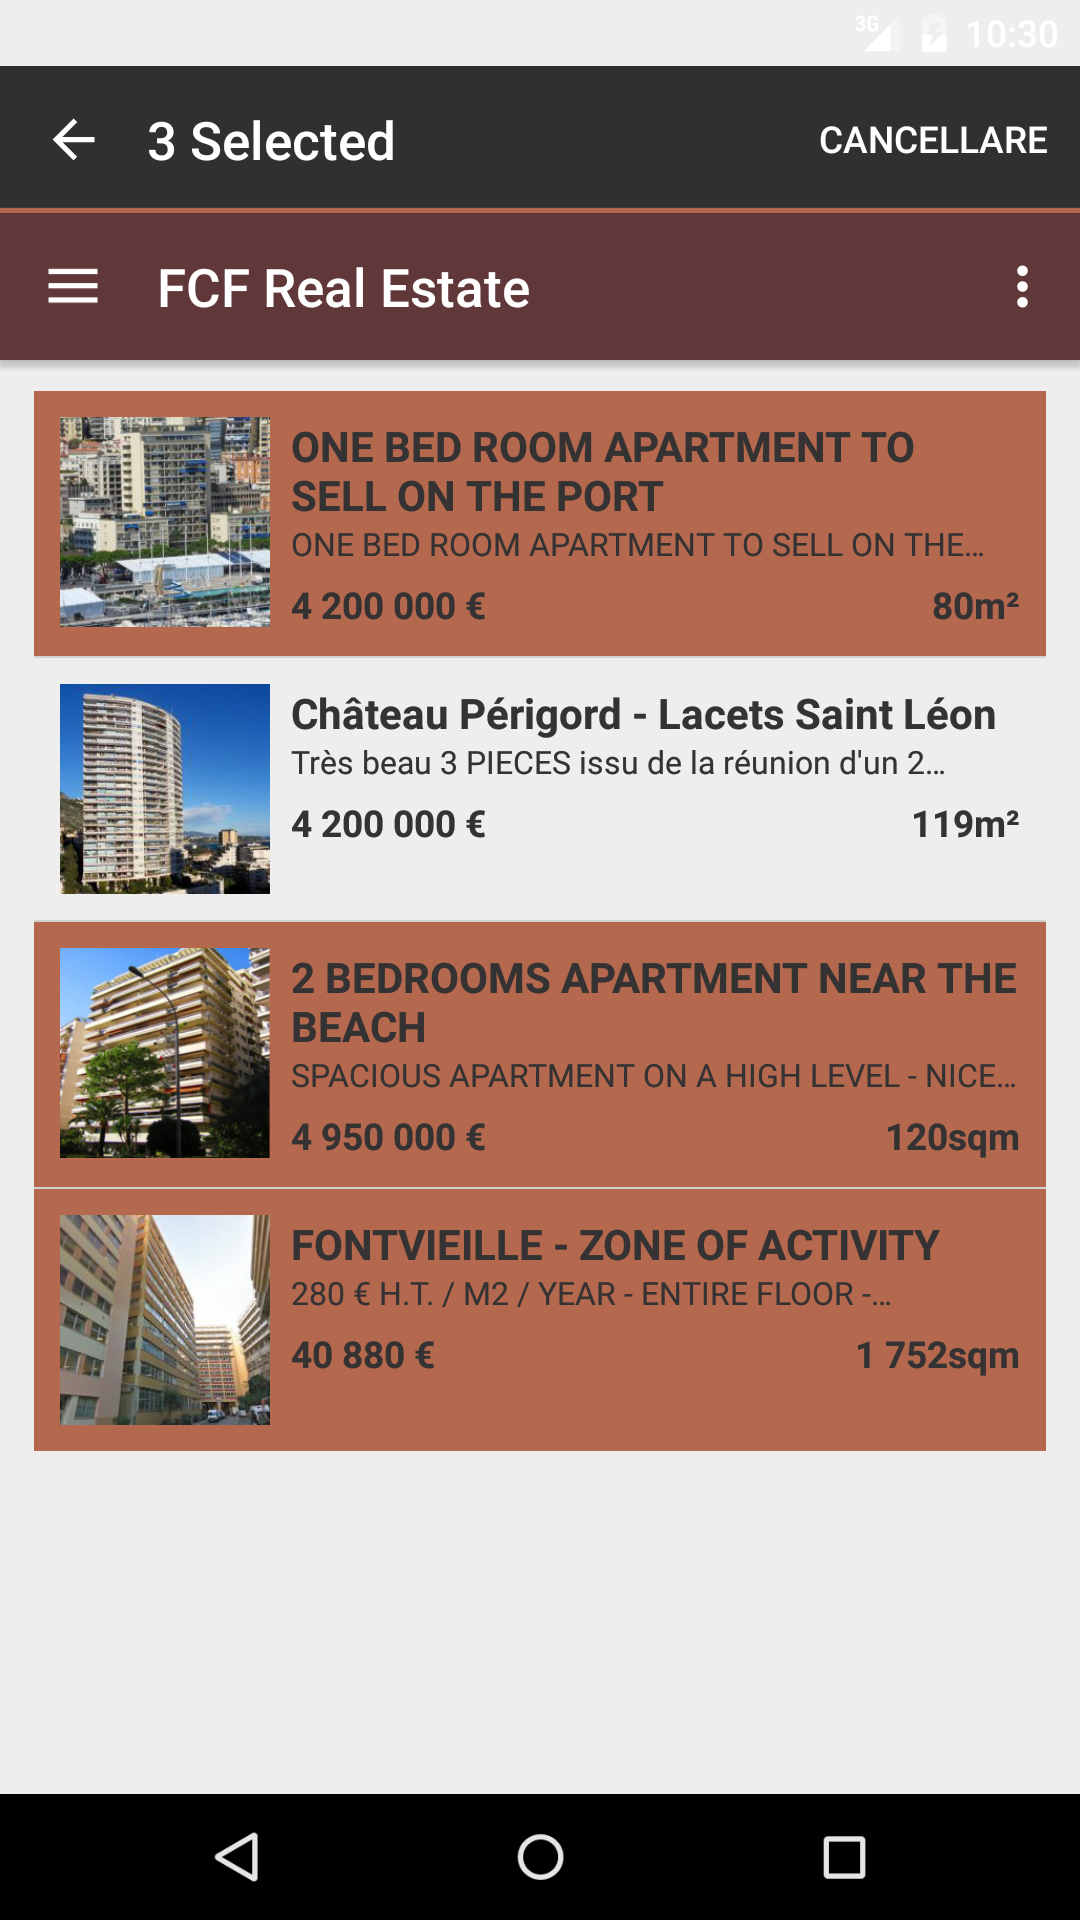 3G 10:30
3 Selected CANCELLARE
FCF Real Estate
ONE BED ROOM APARTMENT TO
SELL ON THE PORT
ONE BED ROOM APARTMENT TO SELL ON THE...
4 200 000 € 80m²
Château Périgord - Lacets Saint Léon
Très beau 3 PIECES issu de la réunion d'un 2...
4 200 000 € 119m²
2 BEDROOMS APARTMENT NEAR THE
BEACH
SPACIOUS APARTMENT ON A HIGH LEVEL - NICE...
4 950 000 € 120sqm
FONTVIEILLE - ZONE OF ACTIVITY
280 € H.T. / M2 / YEAR - ENTIRE FLOOR -...
40 880 € 1 752sqm